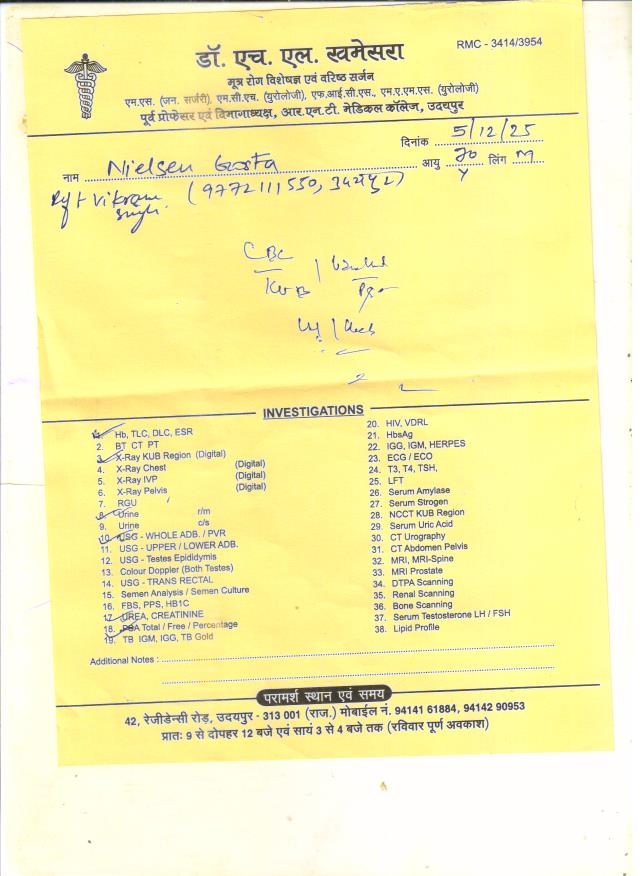 RMC - 3414/3954
डॉ. एच. एल. खमेसरा
मूत्र रोग विशेषज्ञ एवं वरिष्ठ सर्जन
एम.एस. (जन. सर्जरी), एम.सी.एच. (युरोलोजी), एफ.आई.सी.एस., एम.ए.एम.एस. (युरोलोजी)
पूर्व प्रोफेसर एवं विभागाध्यक्ष, आर.एन.टी. मेडिकल कॉलेज, उदयपुर
दिनांक 5/12/25
नाम Nielsen आयु 70 Y लिंग M
Vikram (9772111550, उदयपुर)
Singh
CBC
INVESTIGATIONS
1. Hb, TLC, DLC, ESR
2. BT CT PT
3. X-Ray KUB Region (Digital)
4. X-Ray Chest (Digital)
5. X-Ray IVP (Digital)
6. X-Ray Pelvis (Digital)
7. RGU
8. Urine r/m
9. Urine c/s
10. USG - WHOLE ADB. / PVR
11. USG - UPPER / LOWER ADB.
12. USG - Testes Epididymis
13. Colour Doppler (Both Testes)
14. USG - TRANS RECTAL
15. Semen Analysis / Semen Culture
16. FBS, PPS, HB1C
17. UREA, CREATININE
18. PSA Total / Free / Percentage
19. TB IGM, IGG, TB Gold
20. HIV, VDRL
21. HbsAg
22. IGG, IGM, HERPES
23. ECG / ECO
24. T3, T4, TSH,
25. LFT
26. Serum Amylase
27. Serum Strogen
28. NCCT KUB Region
29. Serum Uric Acid
30. CT Urography
31. CT Abdomen Pelvis
32. MRI, MRI-Spine
33. MRI Prostate
34. DTPA Scanning
35. Renal Scanning
36. Bone Scanning
37. Serum Testosterone LH / FSH
38. Lipid Profile
Additional Notes :
परामर्श स्थान एवं समय
42, रेजीडेन्सी रोड़, उदयपुर - 313 001 (राज.) मोबाईल नं. 94141 61884, 94142 90953
प्रातः 9 से दोपहर 12 बजे एवं सायं 3 से 4 बजे तक (रविवार पूर्ण अवकाश)